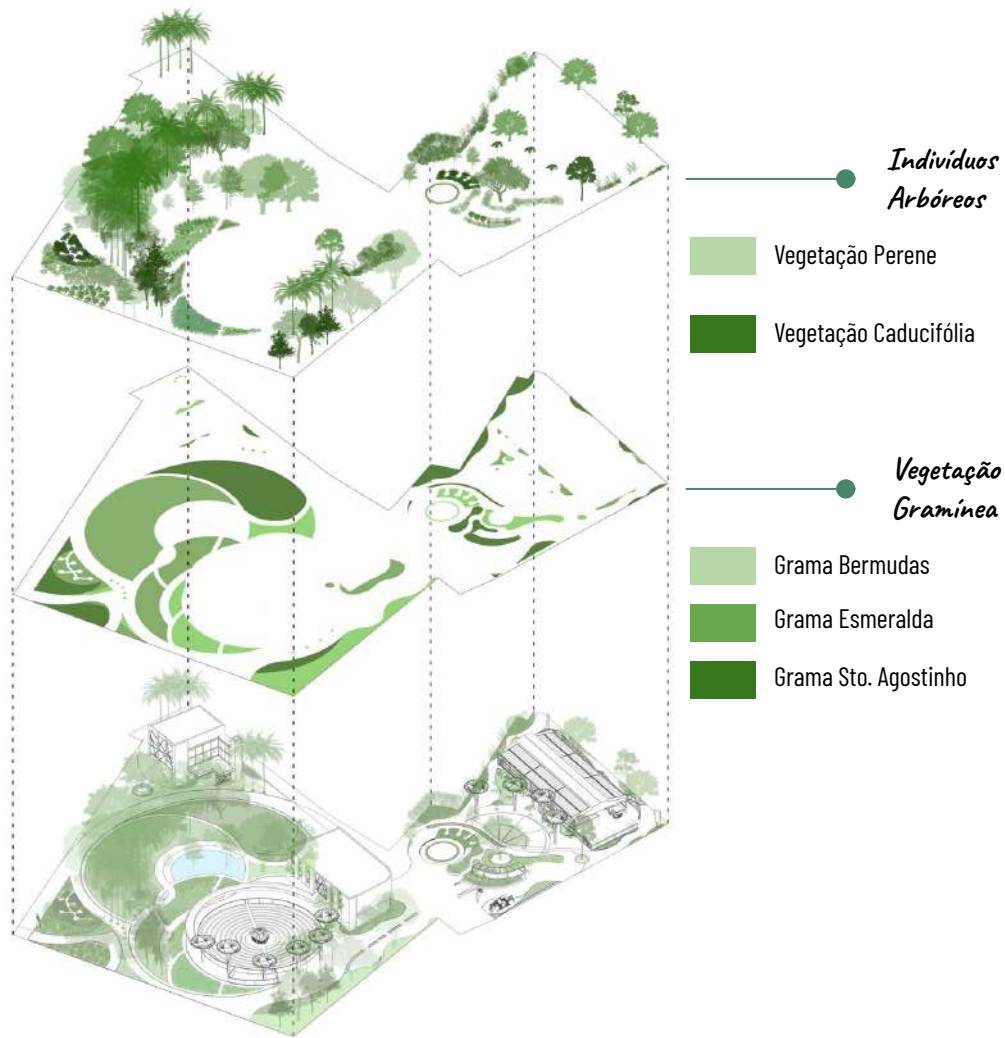 Indivíduos
Arbóreos
Vegetação Perene
Vegetação Caducifólia
Vegetação
Gramínea
Grama Bermudas
Grama Esmeralda
Grama Sto. Agostinho